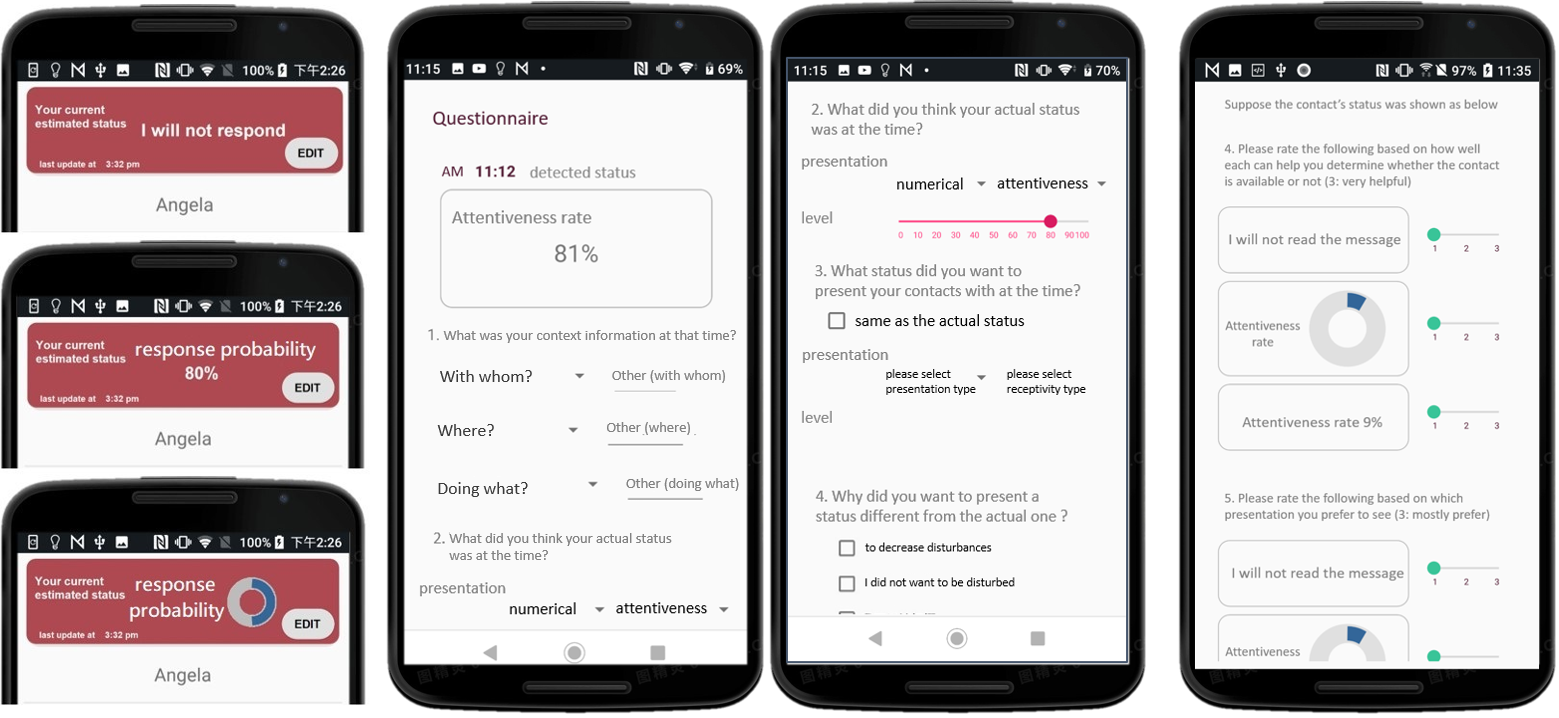 100% 下午2:26
Your current
estimated status
I will not respond
EDIT
last update at 3:32 pm
Angela
100% 下午2:26
Your current
estimated status
response probability
80%
EDIT
last update at 3:32 pm
Angela
100% 下午2:26
Your current
estimated status
response
probability
EDIT
last update at 3:32 pm
Angela
11:15 69%
Questionnaire
AM 11:12 detected status
Attentiveness rate
81%
1. What was your context information at that time?
With whom? Other (with whom)
Where? Other (where)
Doing what? Other (doing what)
2. What did you think your actual status
was at the time?
presentation
numerical attentiveness
11:15 70%
2. What did you think your actual status
was at the time?
presentation
numerical attentiveness
level
0 10 20 30 40 50 60 70 80 90 100
3. What status did you want to
present your contacts with at the time?
same as the actual status
presentation
please select
presentation type
please select
receptivity type
level
4. Why did you want to present a
status different from the actual one ?
to decrease disturbances
I did not want to be disturbed
97% 11:35
Suppose the contact's status was shown as below
4. Please rate the following based on how well
each can help you determine whether the contact
is available or not (3: very helpful)
I will not read the message
1 2 3
Attentiveness
rate
1 2 3
Attentiveness rate 9%
1 2 3
5. Please rate the following based on which
presentation you prefer to see (3: mostly prefer)
I will not read the message
1 2 3
Attentiveness